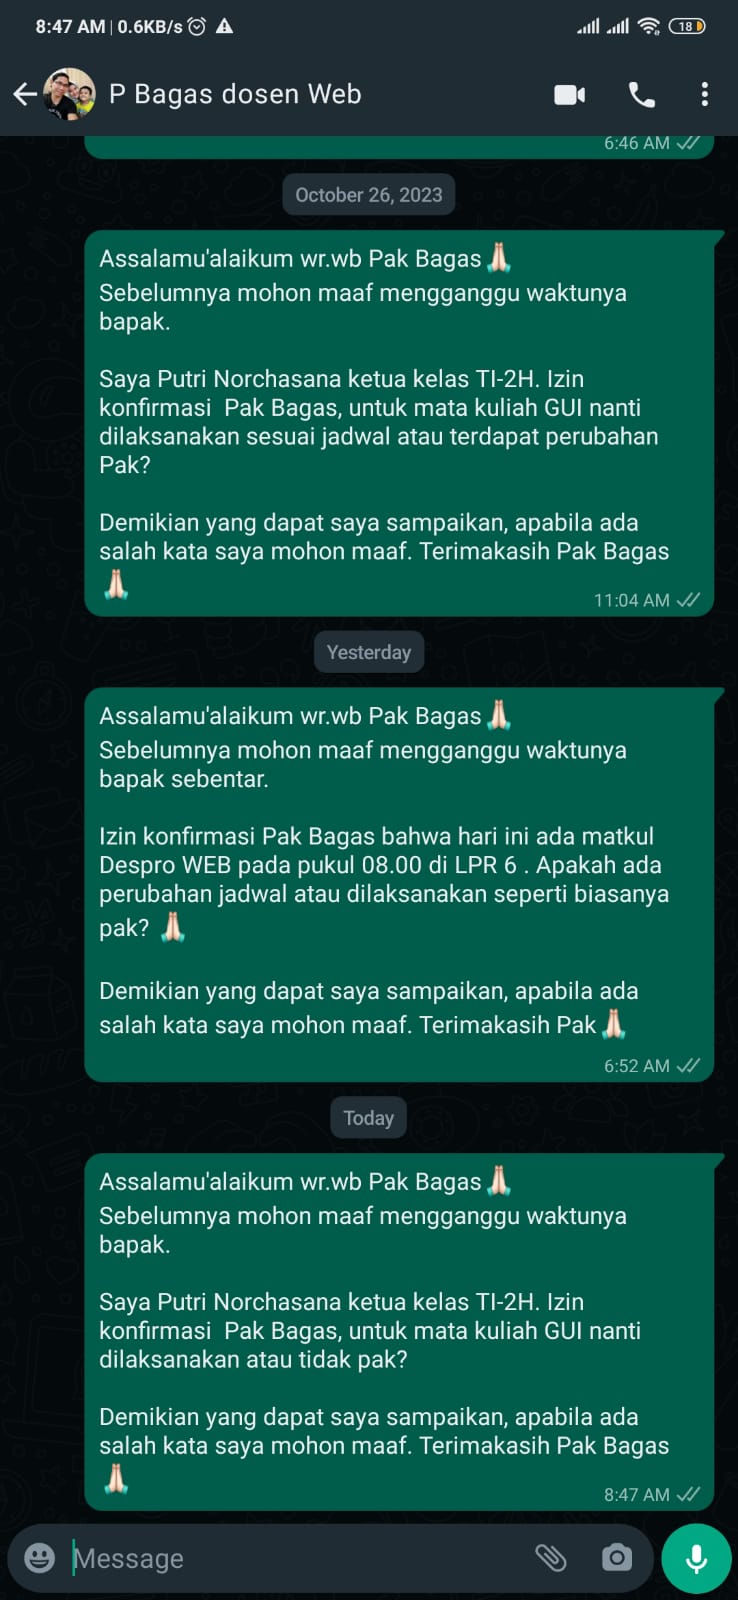 8:47 AM | 0.6KB/s
18
P Bagas dosen Web
6:46 AM
October 26, 2023
Assalamu'alaikum wr.wb Pak Bagas🙏🏻
Sebelumnya mohon maaf mengganggu waktunya
bapak.
Saya Putri Norchasana ketua kelas TI-2H. Izin
konfirmasi  Pak Bagas, untuk mata kuliah GUI nanti
dilaksanakan sesuai jadwal atau terdapat perubahan
Pak?
Demikian yang dapat saya sampaikan, apabila ada
salah kata saya mohon maaf. Terimakasih Pak Bagas
🙏🏻
11:04 AM
Yesterday
Assalamu'alaikum wr.wb Pak Bagas🙏🏻
Sebelumnya mohon maaf mengganggu waktunya
bapak sebentar.
Izin konfirmasi Pak Bagas bahwa hari ini ada matkul
Despro WEB pada pukul 08.00 di LPR 6 . Apakah ada
perubahan jadwal atau dilaksanakan seperti biasanya
pak? 🙏🏻
Demikian yang dapat saya sampaikan, apabila ada
salah kata saya mohon maaf. Terimakasih Pak🙏🏻
6:52 AM
Today
Assalamu'alaikum wr.wb Pak Bagas🙏🏻
Sebelumnya mohon maaf mengganggu waktunya
bapak.
Saya Putri Norchasana ketua kelas TI-2H. Izin
konfirmasi  Pak Bagas, untuk mata kuliah GUI nanti
dilaksanakan atau tidak pak?
Demikian yang dapat saya sampaikan, apabila ada
salah kata saya mohon maaf. Terimakasih Pak Bagas
🙏🏻
8:47 AM
Message